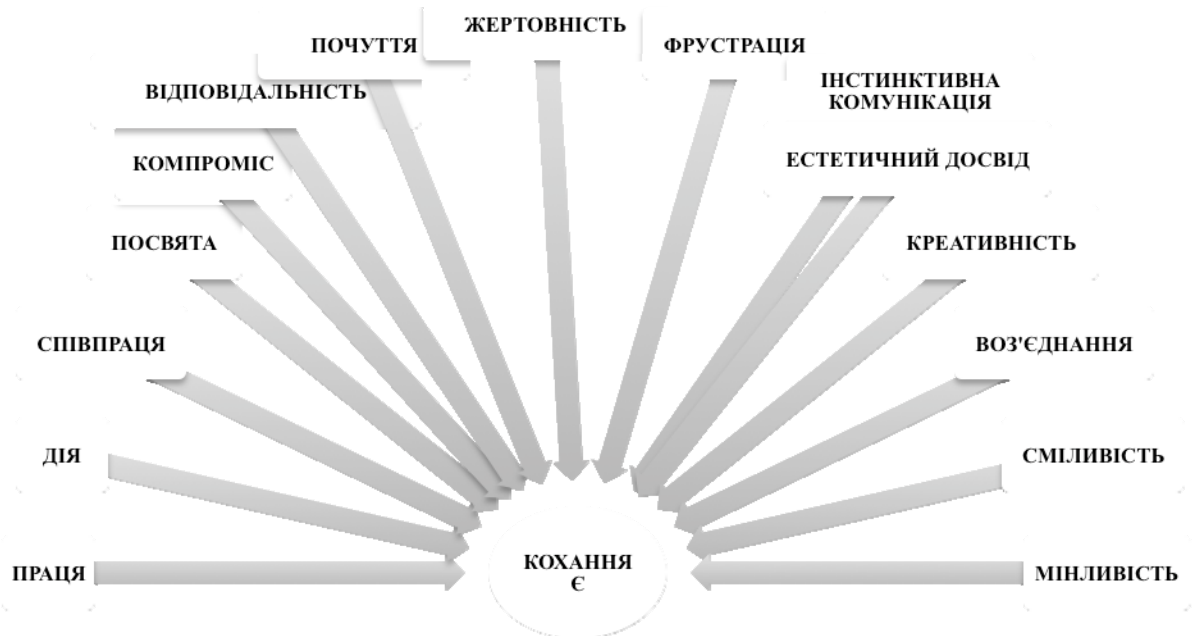 ЖЕРТОВНІСТЬ
ПОЧУТТЯ
ФРУСТРАЦІЯ
ВІДПОВІДАЛЬНІСТЬ
ІНСТИНКТИВНА
КОМУНІКАЦІЯ
КОМПРОМІС
ЕСТЕТИЧНИЙ ДОСВІД
ПОСВЯТА
КРЕАТИВНІСТЬ
СПІВПРАЦЯ
ВОЗ'ЄДНАННЯ
ДІЯ
СМІЛИВІСТЬ
ПРАЦЯ
КОХАННЯ
Є
МІНЛИВІСТЬ